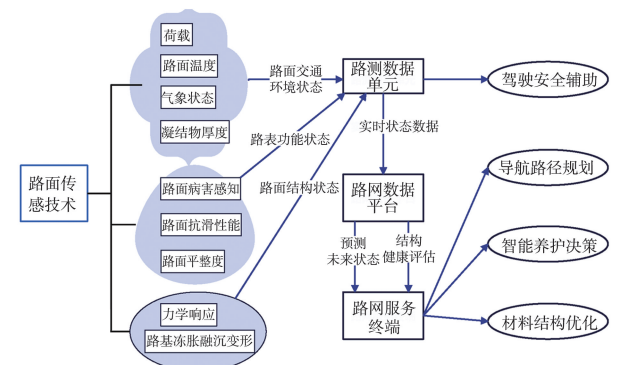 荷载
路面温度
气象状态
凝结物厚度
路面交通
环境状态
路测数据
单元
驾驶安全辅助
实时状态数据
路表功能状态
路面传
感技术
路面病害感知
路面抗滑性能
路面平整度
路面结构状态
路网数据
平台
导航路径规划
预测
未来状态
结构
健康评估
智能养护决策
力学响应
路基冻胀融沉变形
路网服务
终端
材料结构优化